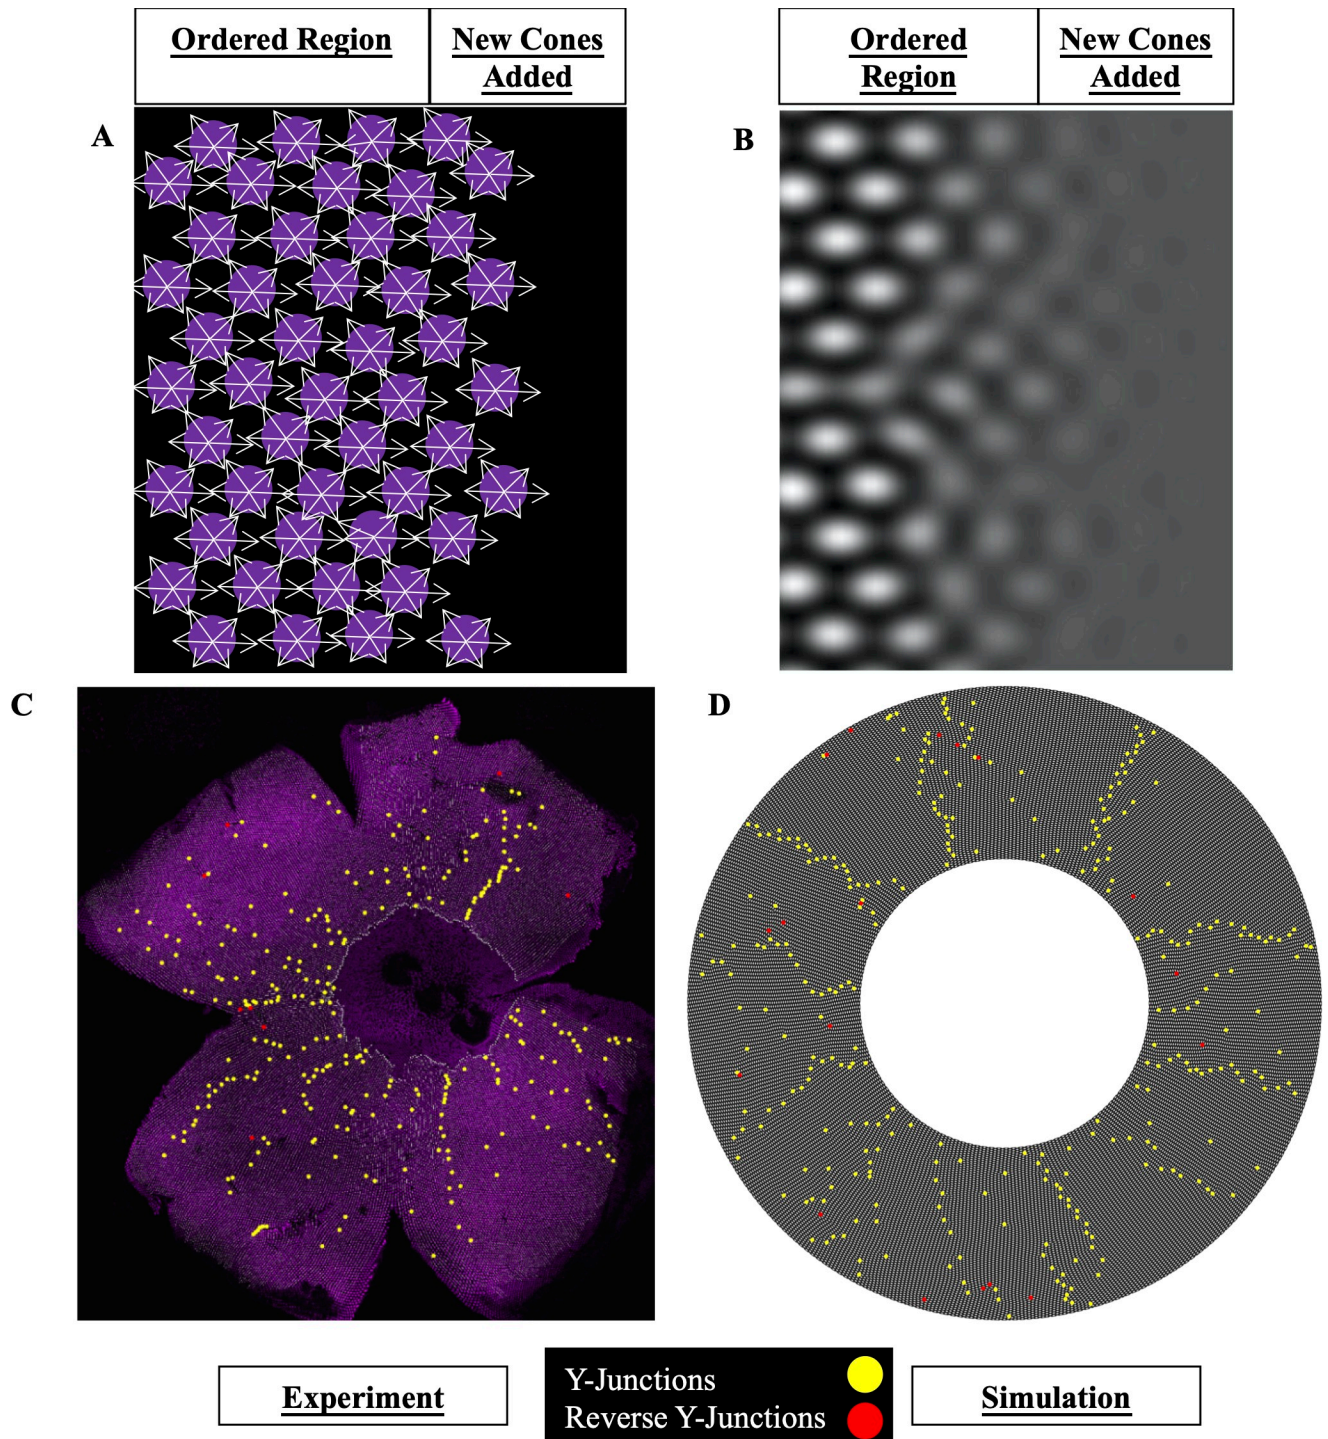 Ordered Region
New Cones
Added
Ordered
Region
New Cones
Added
A
B
C
D
Experiment
Y-Junctions
Reverse Y-Junctions
Simulation